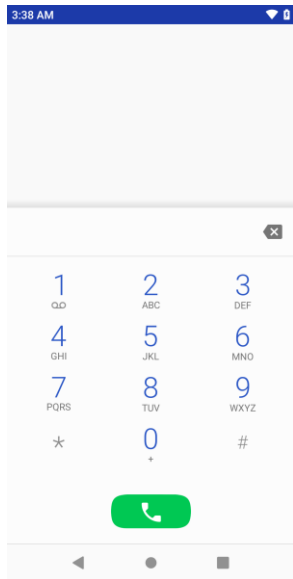 3:38 AM
1 2 3
ABC DEF
4 5 6
GHI JKL MNO
7 8 9
PQRS TUV WXYZ
* 0 #
+